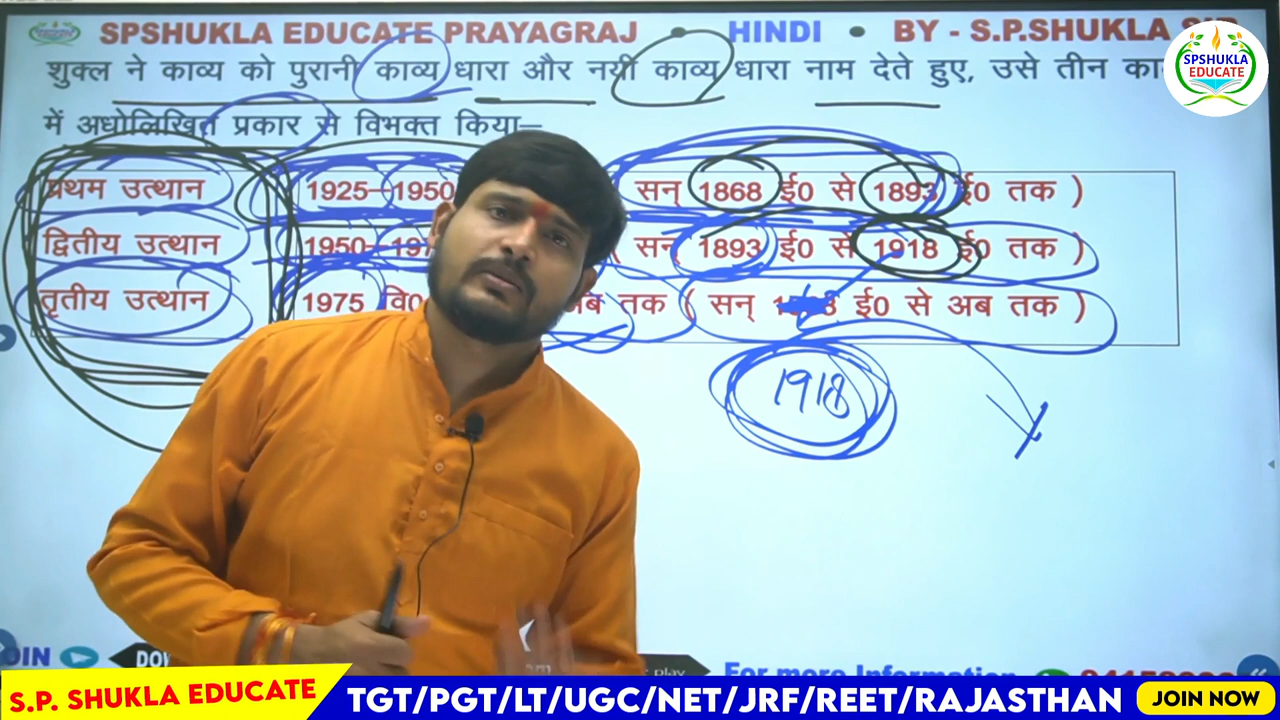 SPSHUKLA EDUCATE PRAYAGRAJ • HINDI • BY - S.P.SHUKLA
SPSHUKLA
EDUCATE
शुक्ल ने काव्य को पुरानी काव्य धारा और नयी काव्य धारा नाम देते हुए, उसे तीन
में अधोलिखित प्रकार से विभक्त किया–
प्रथम उत्थान 1925–1950 ( सन् 1868 ई0 से 1893 ई0 तक )
द्वितीय उत्थान 1950– ( सन् 1893 ई0 से 1918 ई0 तक )
तृतीय उत्थान 1975 वि0 अब तक ( सन् ई0 से अब तक )
1918
For more Information
S.P. SHUKLA EDUCATE
TGT/PGT/LT/UGC/NET/JRF/REET/RAJASTHAN
JOIN NOW